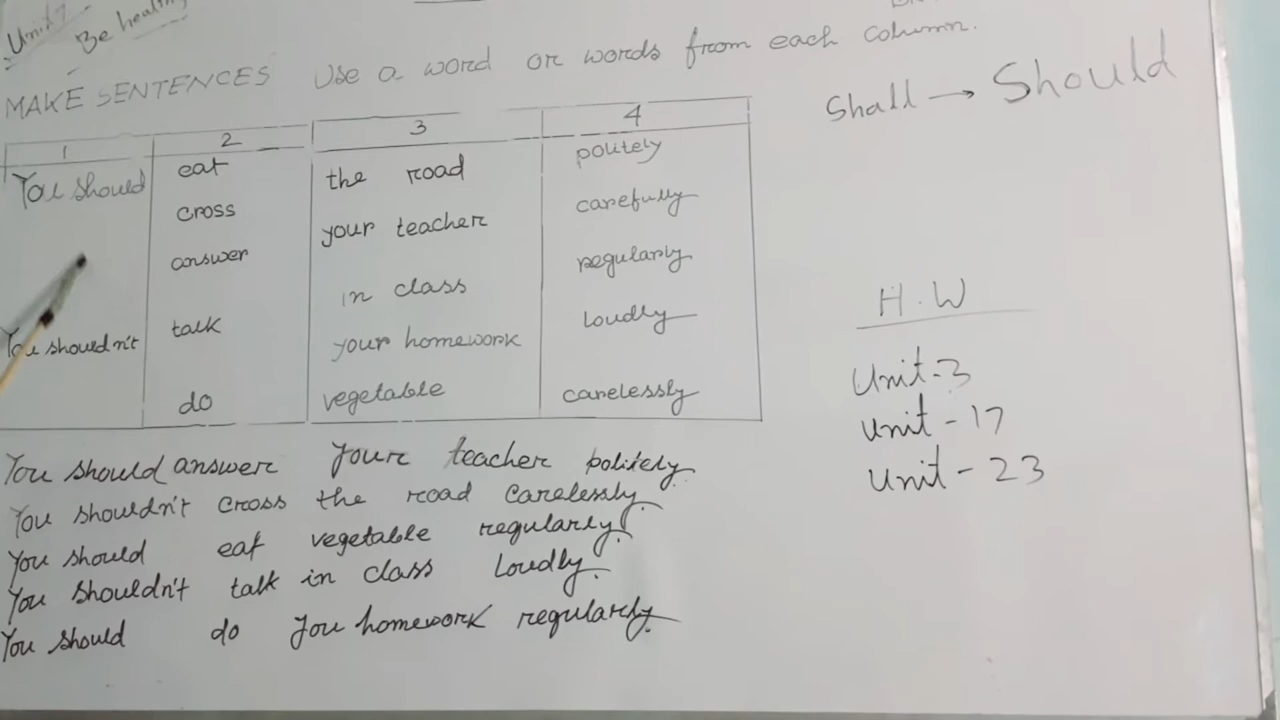 Unit 7
Be healthy
MAKE SENTENCES Use a word or words from each column.
Shall → Should
1 2 3 4
You should eat the road politely
cross your teacher carefully
answer in class regularly
You shouldn't talk your homework Loudly
do vegetable carelessly
H.W
Unit-3
Unit-17
Unit-23
You should answer your teacher politely.
You shouldn't cross the road carelessly.
You should eat vegetable regularly.
You shouldn't talk in class Loudly.
You should do you homework regularly.